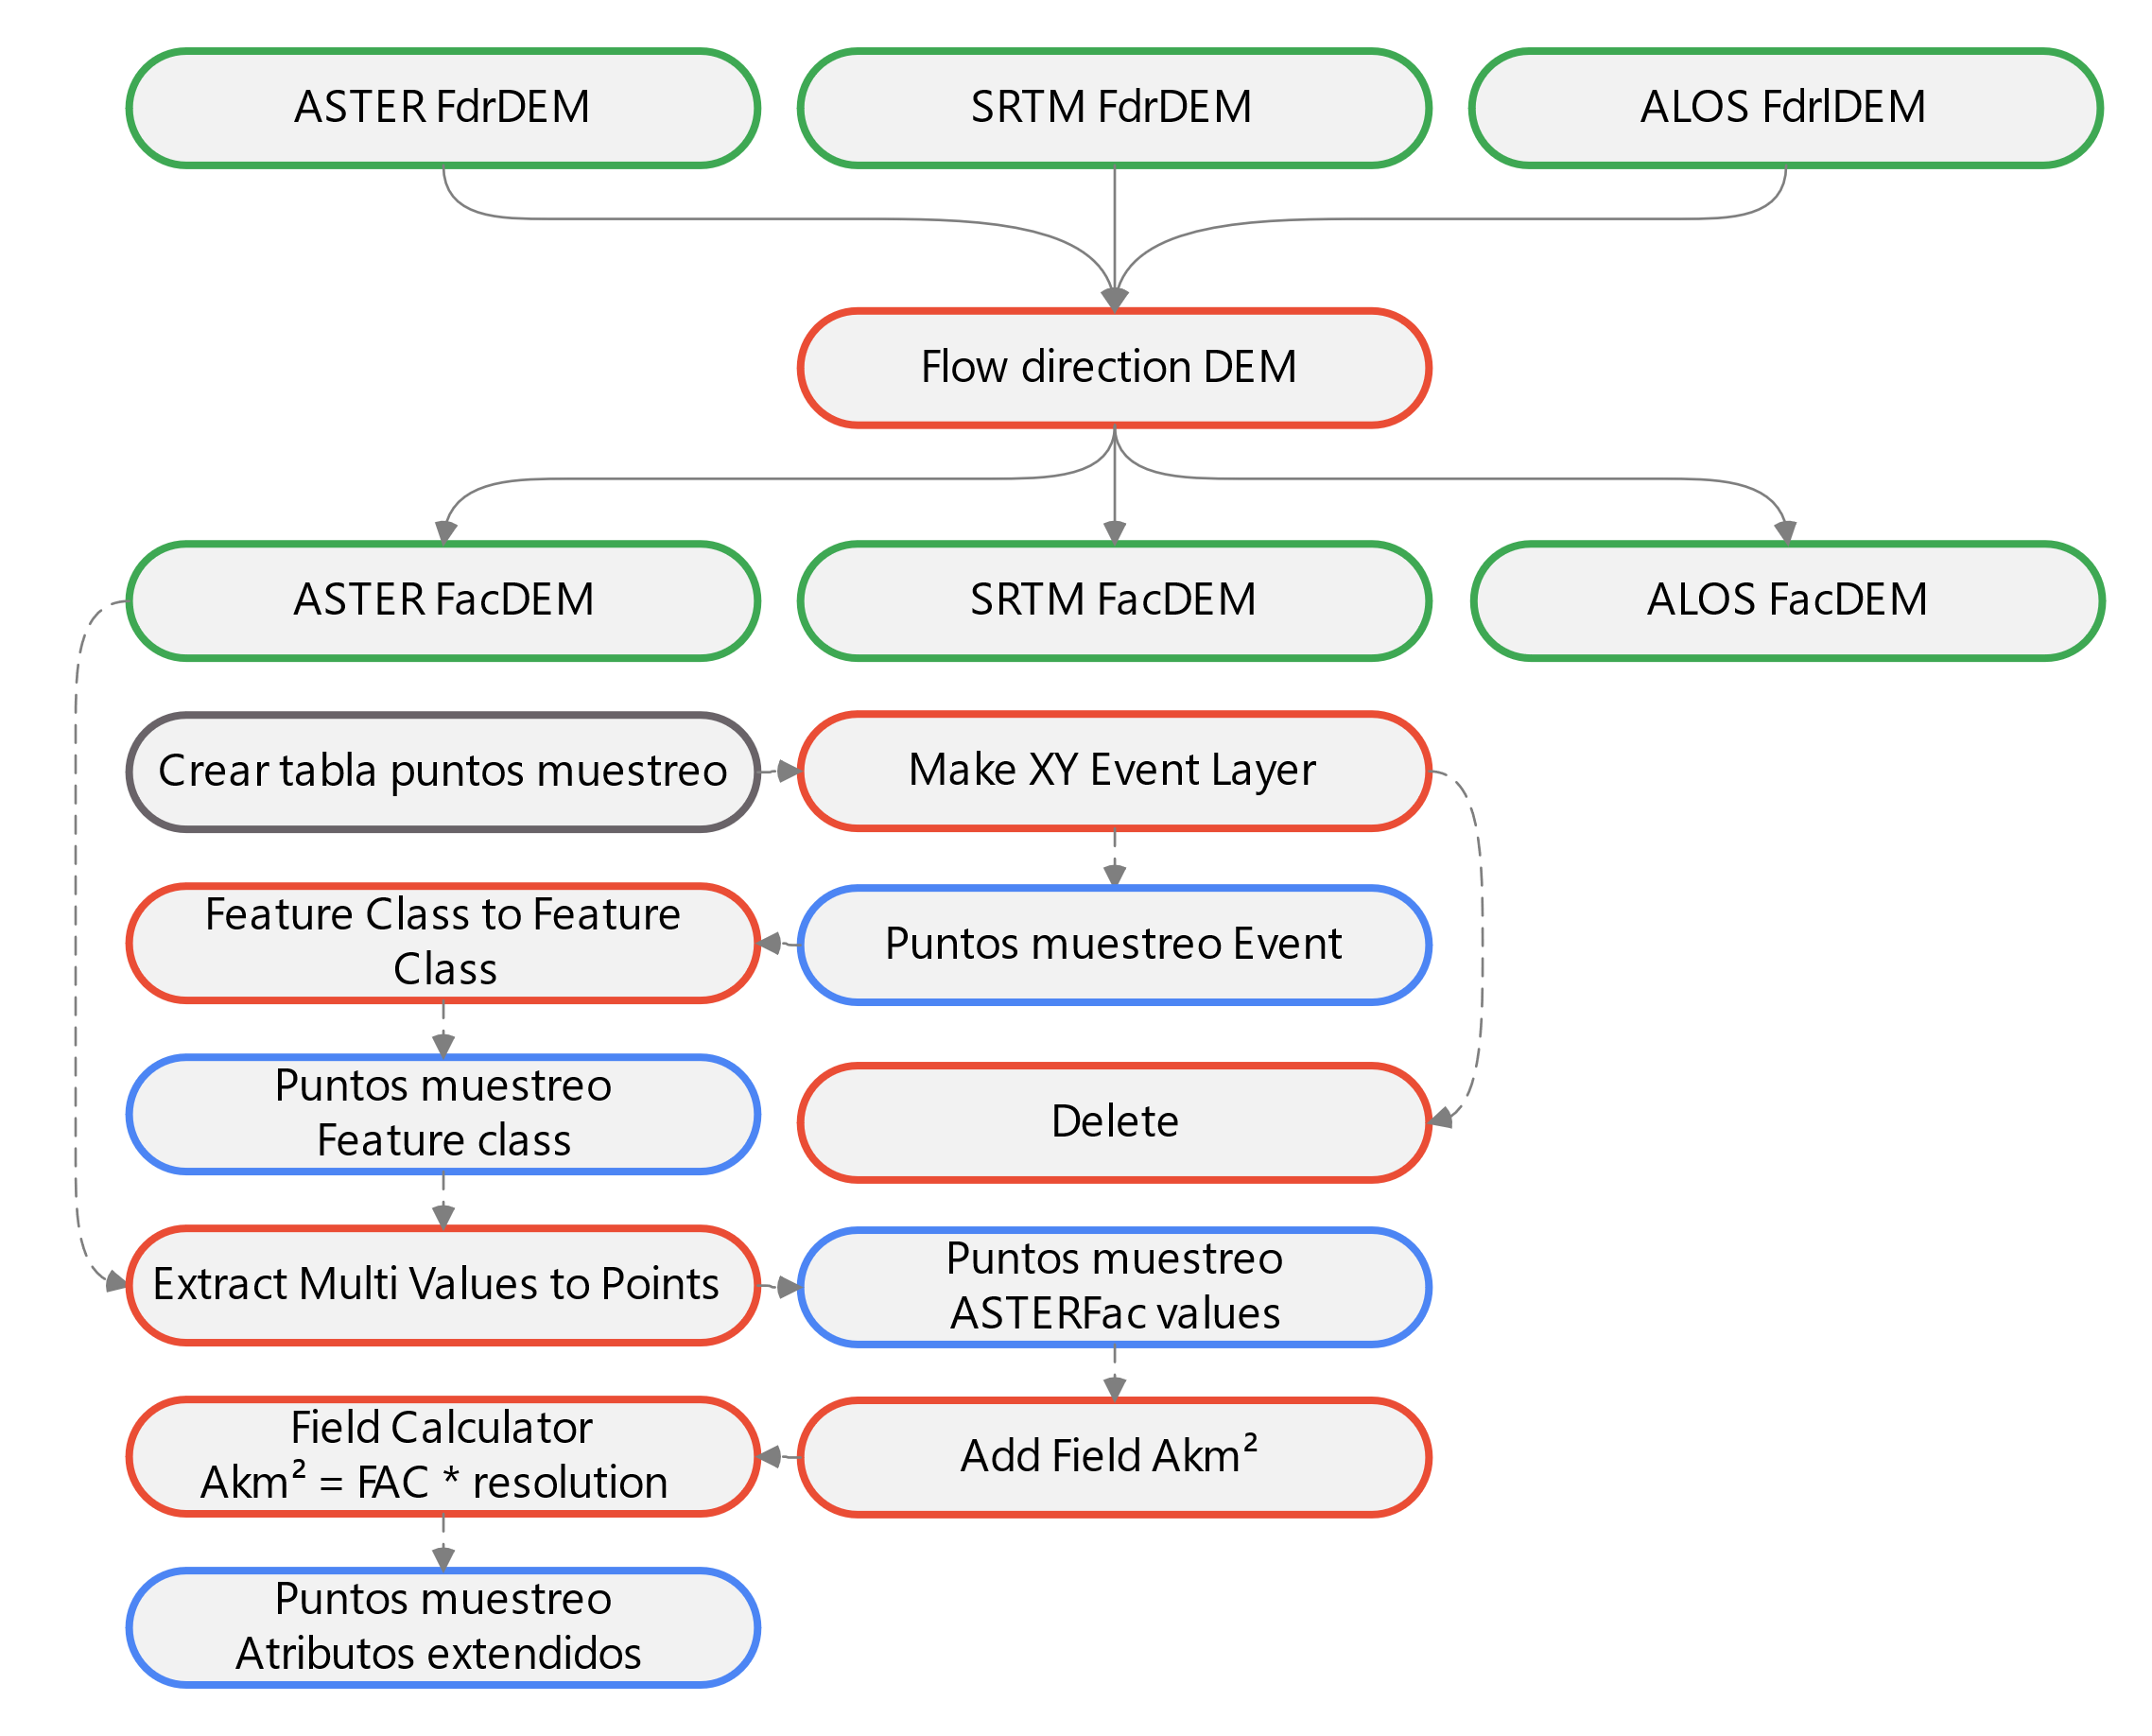 ASTER FdrDEM
SRTM FdrDEM
ALOS FdrlDEM
Flow direction DEM
ASTER FacDEM
SRTM FacDEM
ALOS FacDEM
Crear tabla puntos muestreo
Make XY Event Layer
Feature Class to Feature
Class
Puntos muestreo Event
Puntos muestreo
Feature class
Delete
Extract Multi Values to Points
Puntos muestreo
ASTERFac values
Field Calculator
Akm² = FAC * resolution
Add Field Akm²
Puntos muestreo
Atributos extendidos